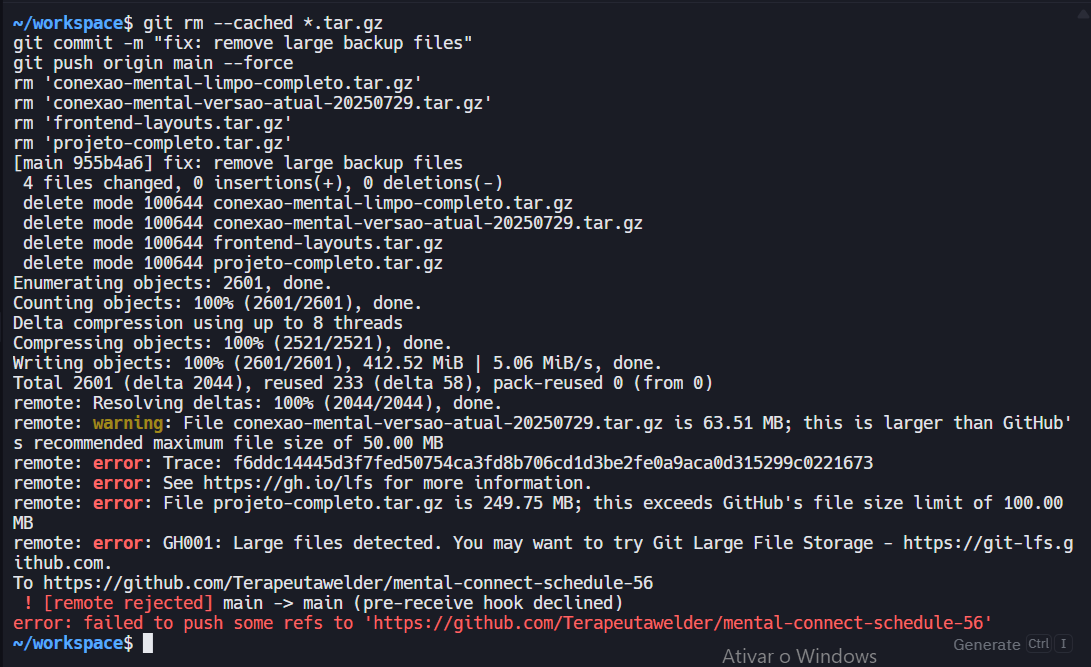 ~/workspace$ git rm --cached *.tar.gz
git commit -m "fix: remove large backup files"
git push origin main --force
rm 'conexao-mental-limpo-completo.tar.gz'
rm 'conexao-mental-versao-atual-20250729.tar.gz'
rm 'frontend-layouts.tar.gz'
rm 'projeto-completo.tar.gz'
[main 955b4a6] fix: remove large backup files
 4 files changed, 0 insertions(+), 0 deletions(-)
 delete mode 100644 conexao-mental-limpo-completo.tar.gz
 delete mode 100644 conexao-mental-versao-atual-20250729.tar.gz
 delete mode 100644 frontend-layouts.tar.gz
 delete mode 100644 projeto-completo.tar.gz
Enumerating objects: 2601, done.
Counting objects: 100% (2601/2601), done.
Delta compression using up to 8 threads
Compressing objects: 100% (2521/2521), done.
Writing objects: 100% (2601/2601), 412.52 MiB | 5.06 MiB/s, done.
Total 2601 (delta 2044), reused 233 (delta 58), pack-reused 0 (from 0)
remote: Resolving deltas: 100% (2044/2044), done.
remote: warning: File conexao-mental-versao-atual-20250729.tar.gz is 63.51 MB; this is larger than GitHub'
s recommended maximum file size of 50.00 MB
remote: error: Trace: f6ddc14445d3f7fed50754ca3fd8b706cd1d3be2fe0a9aca0d315299c0221673
remote: error: See https://gh.io/lfs for more information.
remote: error: File projeto-completo.tar.gz is 249.75 MB; this exceeds GitHub's file size limit of 100.00
MB
remote: error: GH001: Large files detected. You may want to try Git Large File Storage - https://git-lfs.g
ithub.com.
To https://github.com/Terapeutawelder/mental-connect-schedule-56
 ! [remote rejected] main -> main (pre-receive hook declined)
error: failed to push some refs to 'https://github.com/Terapeutawelder/mental-connect-schedule-56'
~/workspace$
Generate Ctrl I
Ativar o Windows